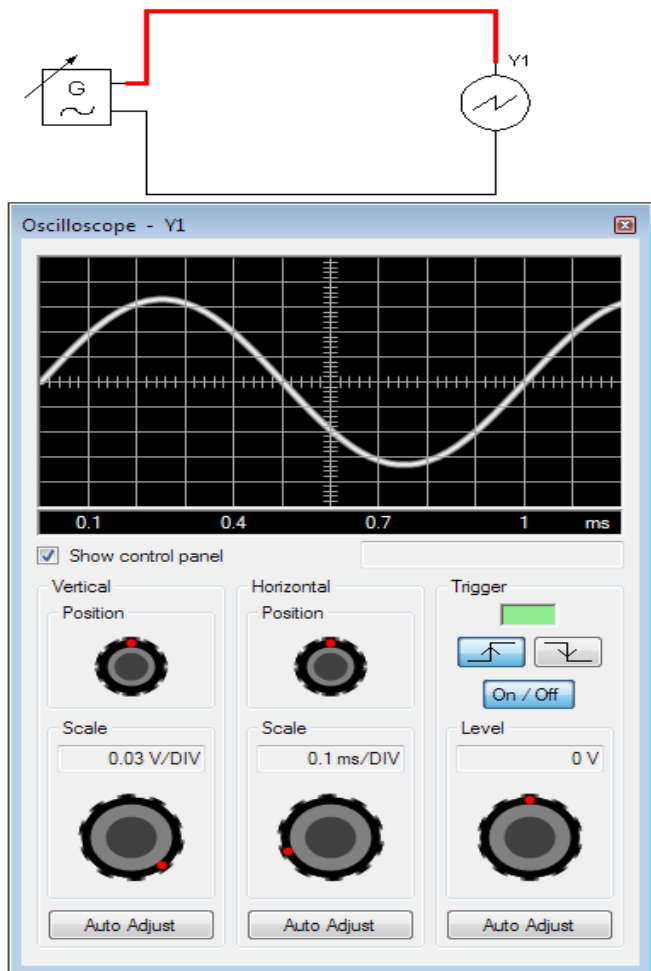 Y1
G
Oscilloscope - Y1
0.1 0.4 0.7 1 ms
Show control panel
Vertical Horizontal Trigger
Position Position
On / Off
Scale Scale Level
0.03 V/DIV 0.1 ms/DIV 0 V
Auto Adjust Auto Adjust Auto Adjust